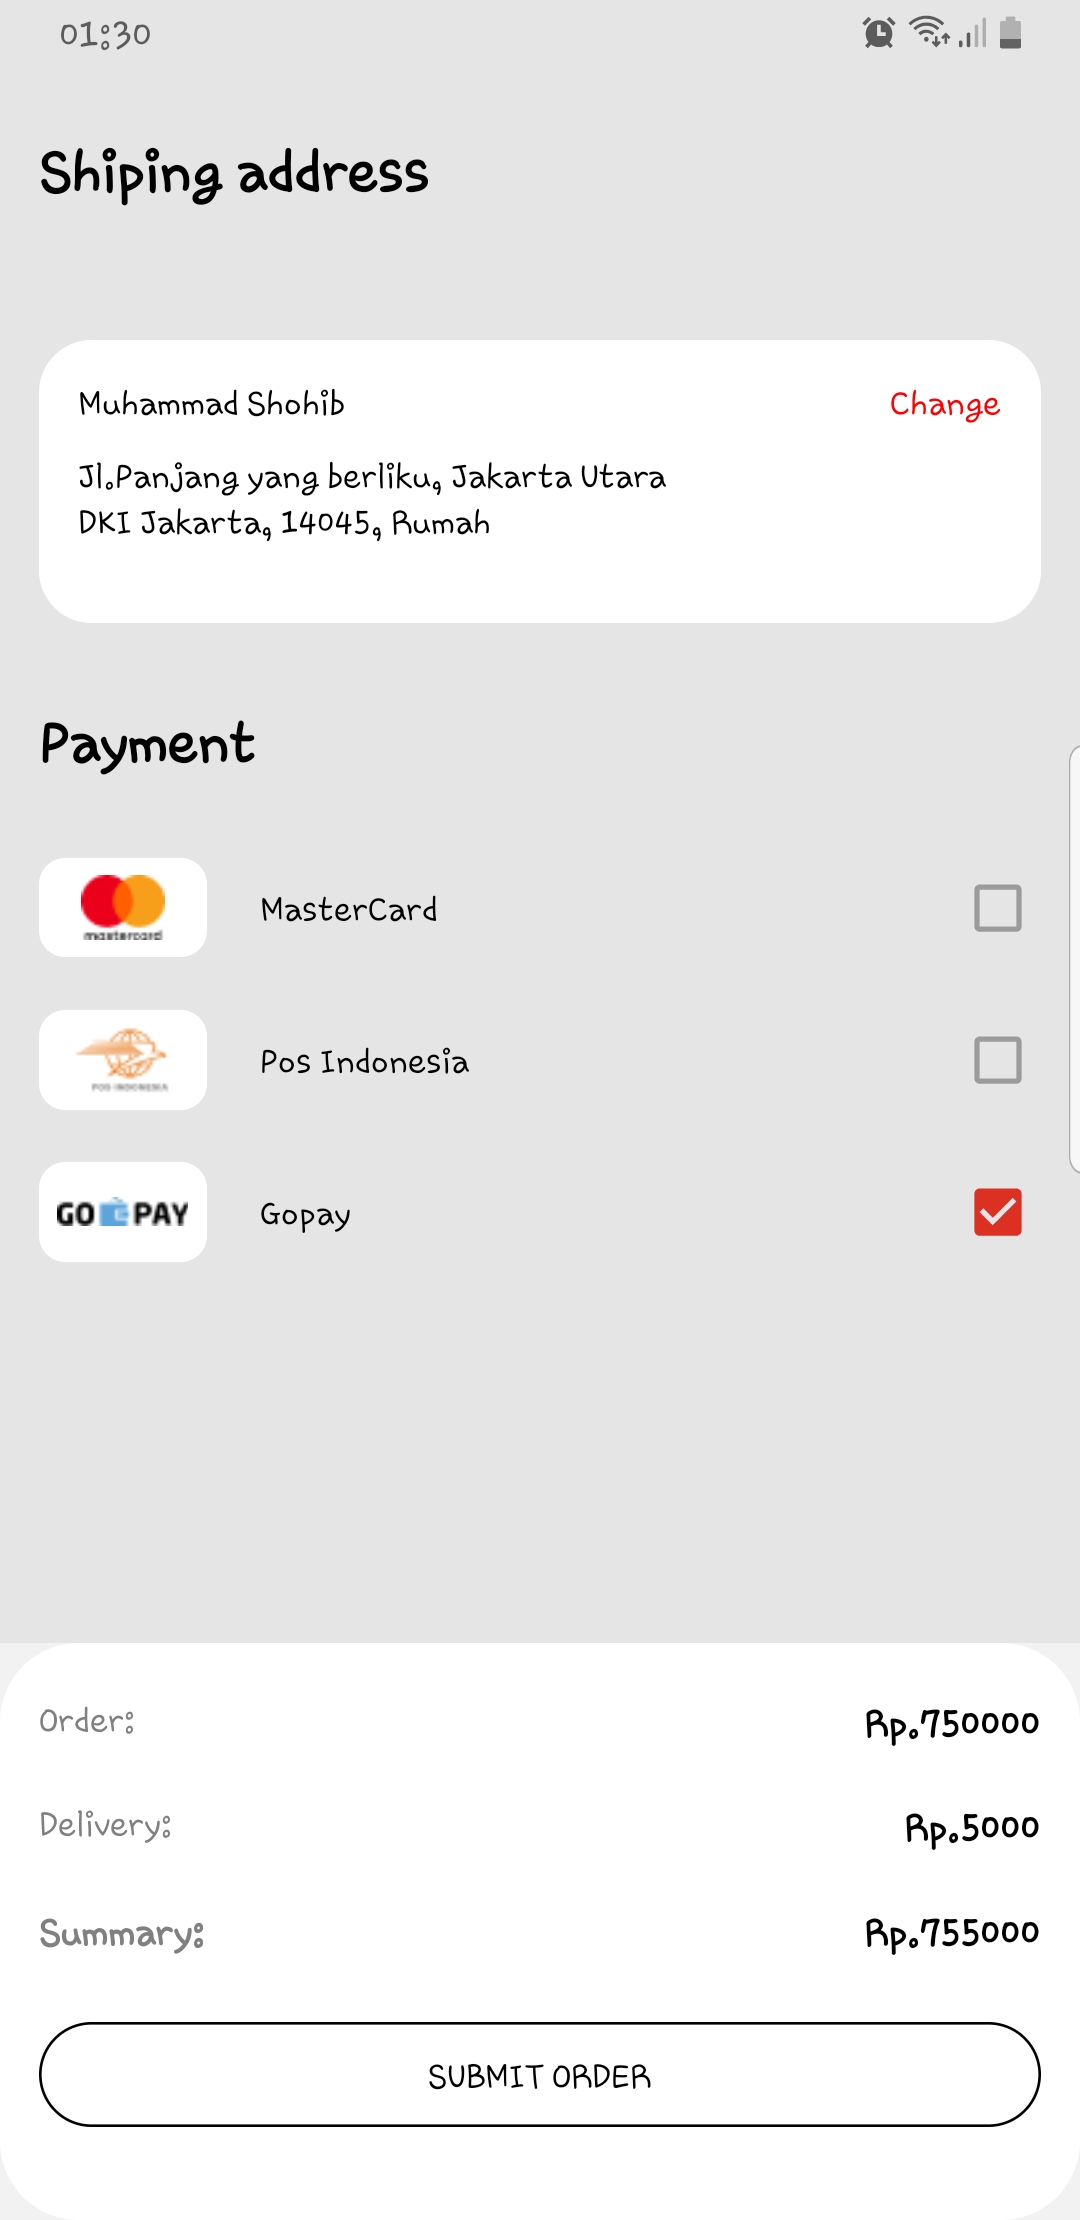 01:30
Shiping address
Muhammad Shohib
Change
Jl.Panjang yang berliku, Jakarta Utara
DKI Jakarta, 14045, Rumah
Payment
mastercard
MasterCard
POS INDONESIA
Pos Indonesia
GO PAY
Gopay
Order:
Rp.750000
Delivery:
Rp.5000
Summary:
Rp.755000
SUBMIT ORDER